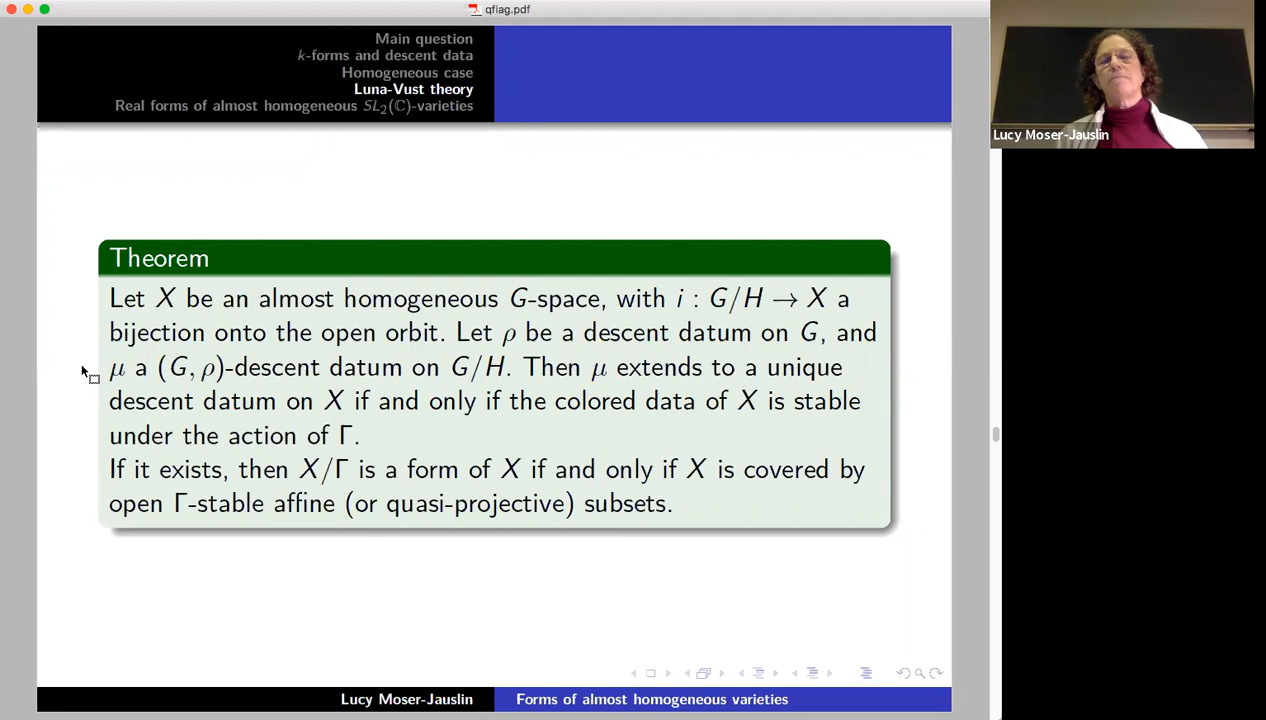 qflag.pdf
Main question
k-forms and descent data
Homogeneous case
Luna-Vust theory
Real forms of almost homogeneous SL₂(ℂ)-varieties
Lucy Moser-Jauslin
Theorem
Let X be an almost homogeneous G-space, with i : G/H → X a
bijection onto the open orbit. Let ρ be a descent datum on G, and
μ a (G, ρ)-descent datum on G/H. Then μ extends to a unique
descent datum on X if and only if the colored data of X is stable
under the action of Γ.
If it exists, then X/Γ is a form of X if and only if X is covered by
open Γ-stable affine (or quasi-projective) subsets.
Lucy Moser-Jauslin
Forms of almost homogeneous varieties